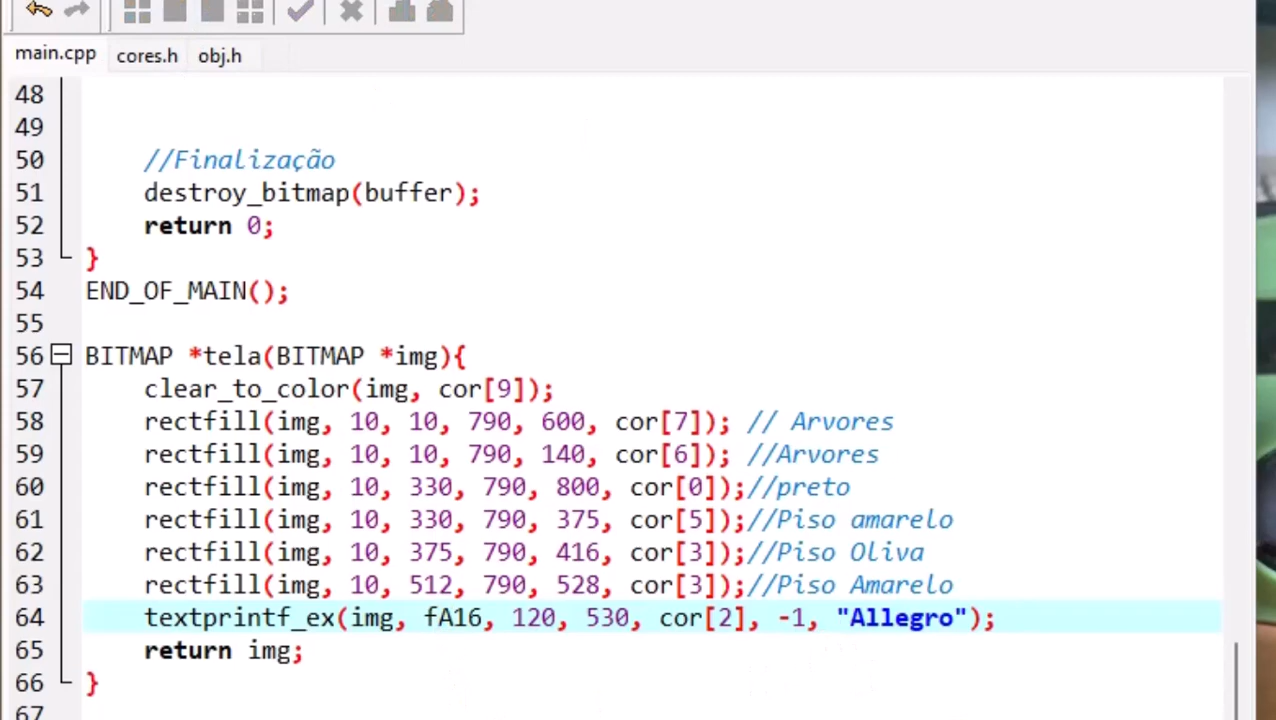 main.cpp cores.h obj.h
48
49
50 //Finalização
51 destroy_bitmap(buffer);
52 return 0;
53 }
54 END_OF_MAIN();
55
56 BITMAP *tela(BITMAP *img){
57 clear_to_color(img, cor[9]);
58 rectfill(img, 10, 10, 790, 600, cor[7]); // Arvores
59 rectfill(img, 10, 10, 790, 140, cor[6]); //Arvores
60 rectfill(img, 10, 330, 790, 800, cor[0]);//preto
61 rectfill(img, 10, 330, 790, 375, cor[5]);//Piso amarelo
62 rectfill(img, 10, 375, 790, 416, cor[3]);//Piso Oliva
63 rectfill(img, 10, 512, 790, 528, cor[3]);//Piso Amarelo
64 textprintf_ex(img, fA16, 120, 530, cor[2], -1, "Allegro");
65 return img;
66 }
67